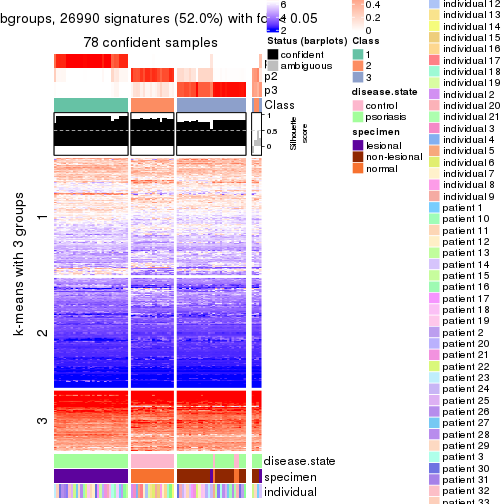 bgroups, 26990 signatures (52.0%) with
< 0.05
78 confident samples
p2
p3
Class
1
0.5
0
Silhouette
score
k-means with 3 groups
1
2
3
disease.state
specimen
individual
6
4
2
Status (barplots)
confident
ambiguous
0.4
0.2
0
Class
1
2
3
disease.state
control
psoriasis
specimen
lesional
non-lesional
normal
individual 12
individual 13
individual 14
individual 15
individual 16
individual 17
individual 18
individual 19
individual 2
individual 20
individual 21
individual 3
individual 4
individual 5
individual 6
individual 7
individual 8
individual 9
patient 1
patient 10
patient 11
patient 12
patient 13
patient 14
patient 15
patient 16
patient 17
patient 18
patient 19
patient 2
patient 20
patient 21
patient 22
patient 23
patient 24
patient 25
patient 26
patient 27
patient 28
patient 29
patient 3
patient 30
patient 31
patient 32
patient 33